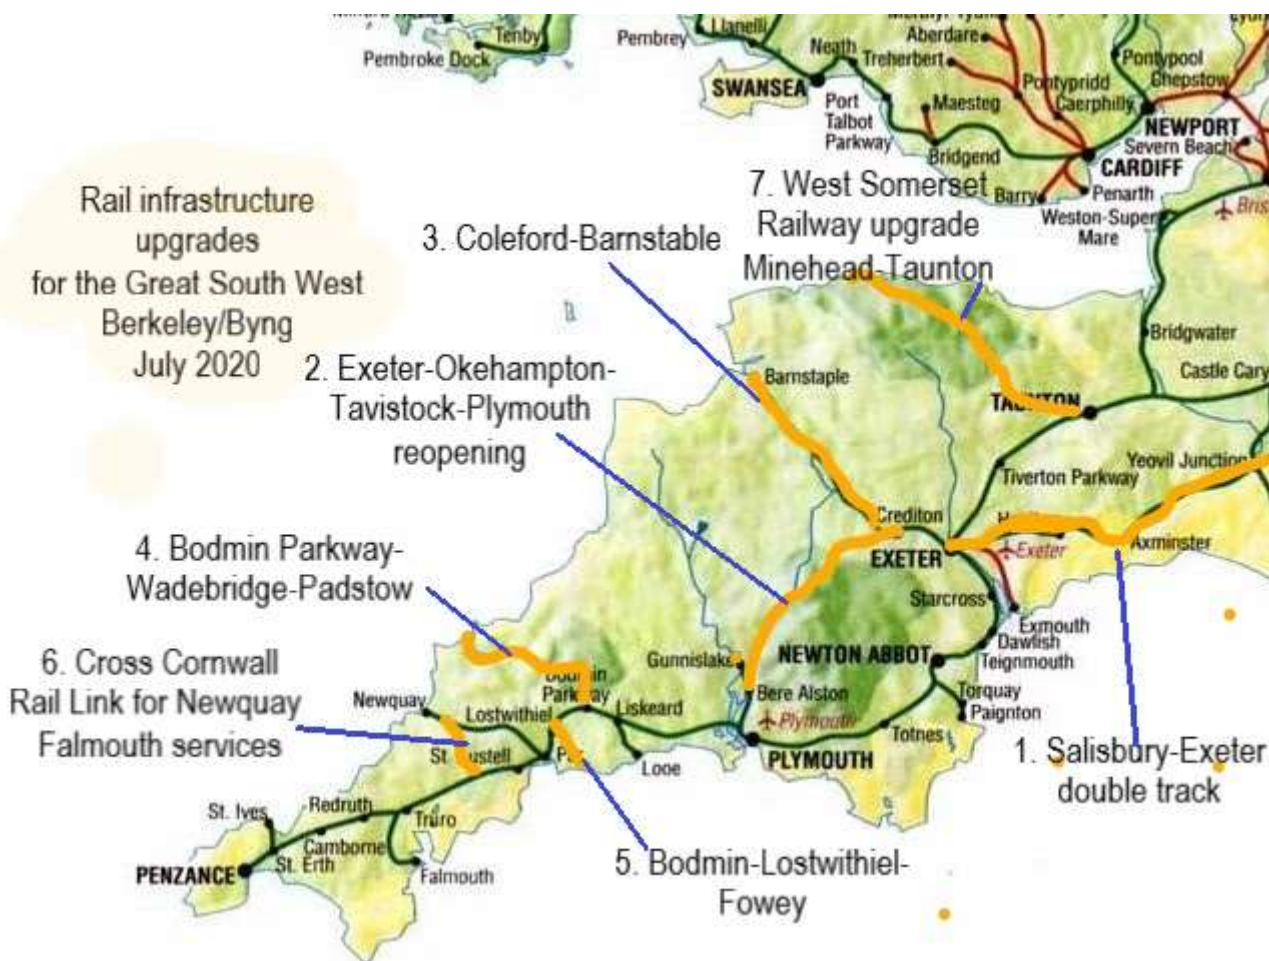 Llanelli
Tenby
Pembrey
Pembroke Dock
Neath
Aberdare
Treherbert
Pontypool
Chepstow
SWANSEA
Pontypridd
Port
Talbot
Parkway
Maesteg
Caerphilly
NEWPORT
Severn Beach
Bridgend
CARDIFF
Barry
Penarth
Weston-Super
Mare
Rail infrastructure
upgrades
for the Great South West
Berkeley/Byng
July 2020
7. West Somerset
Railway upgrade
Minehead-Taunton
3. Coleford-Barnstable
2. Exeter-Okehampton-
Tavistock-Plymouth
reopening
Barnstaple
Bridgwater
Castle Cary
TAUNTON
Tiverton Parkway
Yeovil Junction
Crediton
EXETER
Exeter
Axminster
4. Bodmin Parkway-
Wadebridge-Padstow
Starcross
Exmouth
Dawlish
Teignmouth
6. Cross Cornwall
Rail Link for Newquay
Falmouth services
Gunnislake
NEWTON ABBOT
Bodmin
Parkway
Bere Alston
Torquay
Paignton
Newquay
Lostwithiel
Liskeard
Plymouth
Totnes
St. Austell
Par
Looe
PLYMOUTH
1. Salisbury-Exeter
double track
St. Ives
Redruth
Truro
Camborne
St. Erth
PENZANCE
Falmouth
5. Bodmin-Lostwithiel-
Fowey